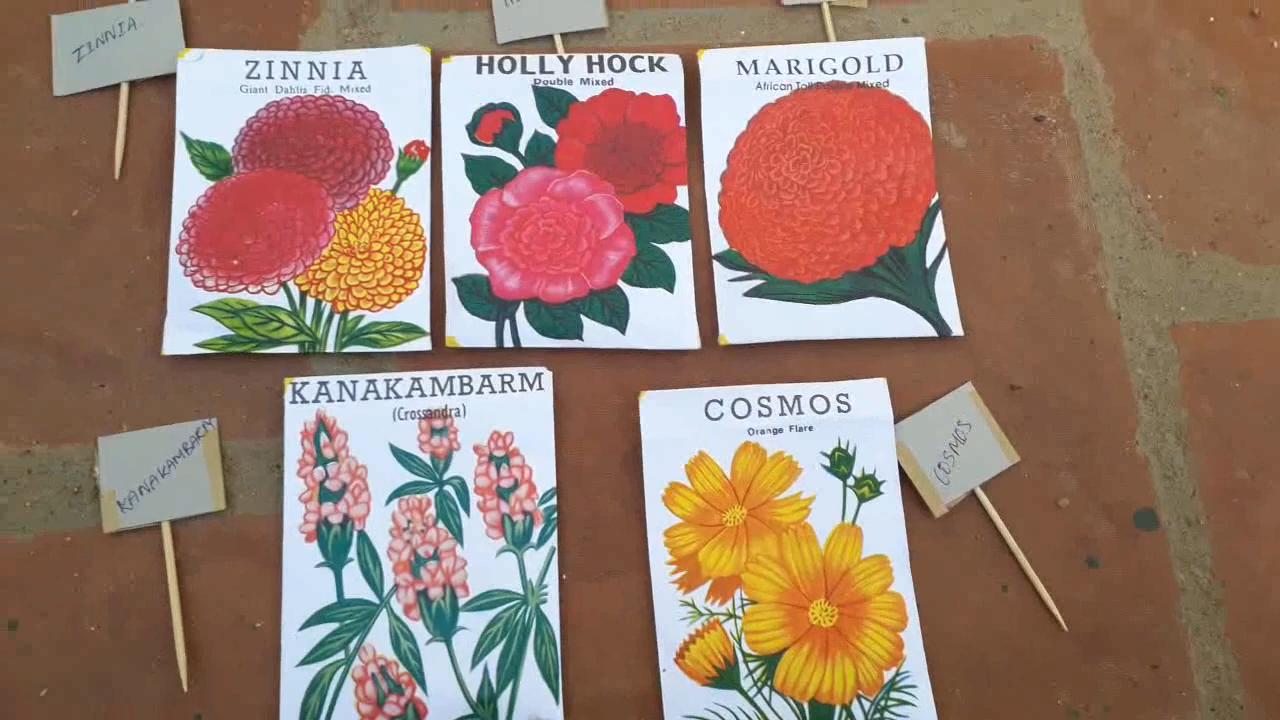 ZINNIA
ZINNIA
Giant Dahlia Fld. Mixed
HOLLY HOCK
Double Mixed
MARIGOLD
African Tall Double Mixed
KANAKAMBARM
KANAKAMBARM
(Crossandra)
COSMOS
Orange Flare
COSMOS